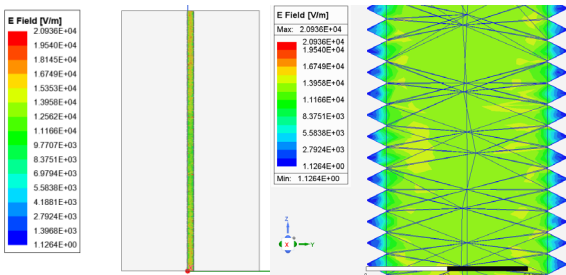 E Field [V/m]
2.0936E+04
1.9540E+04
1.8145E+04
1.6749E+04
1.5353E+04
1.3958E+04
1.2562E+04
1.1166E+04
9.7707E+03
8.3751E+03
6.9794E+03
5.5838E+03
4.1881E+03
2.7924E+03
1.3968E+03
1.1264E+00
E Field [V/m]
Max: 2.0936E+04
2.0936E+04
1.9540E+04
1.6749E+04
1.3958E+04
1.1166E+04
8.3751E+03
5.5838E+03
2.7924E+03
1.1264E+00
Min: 1.1264E+00
Z
X
Y